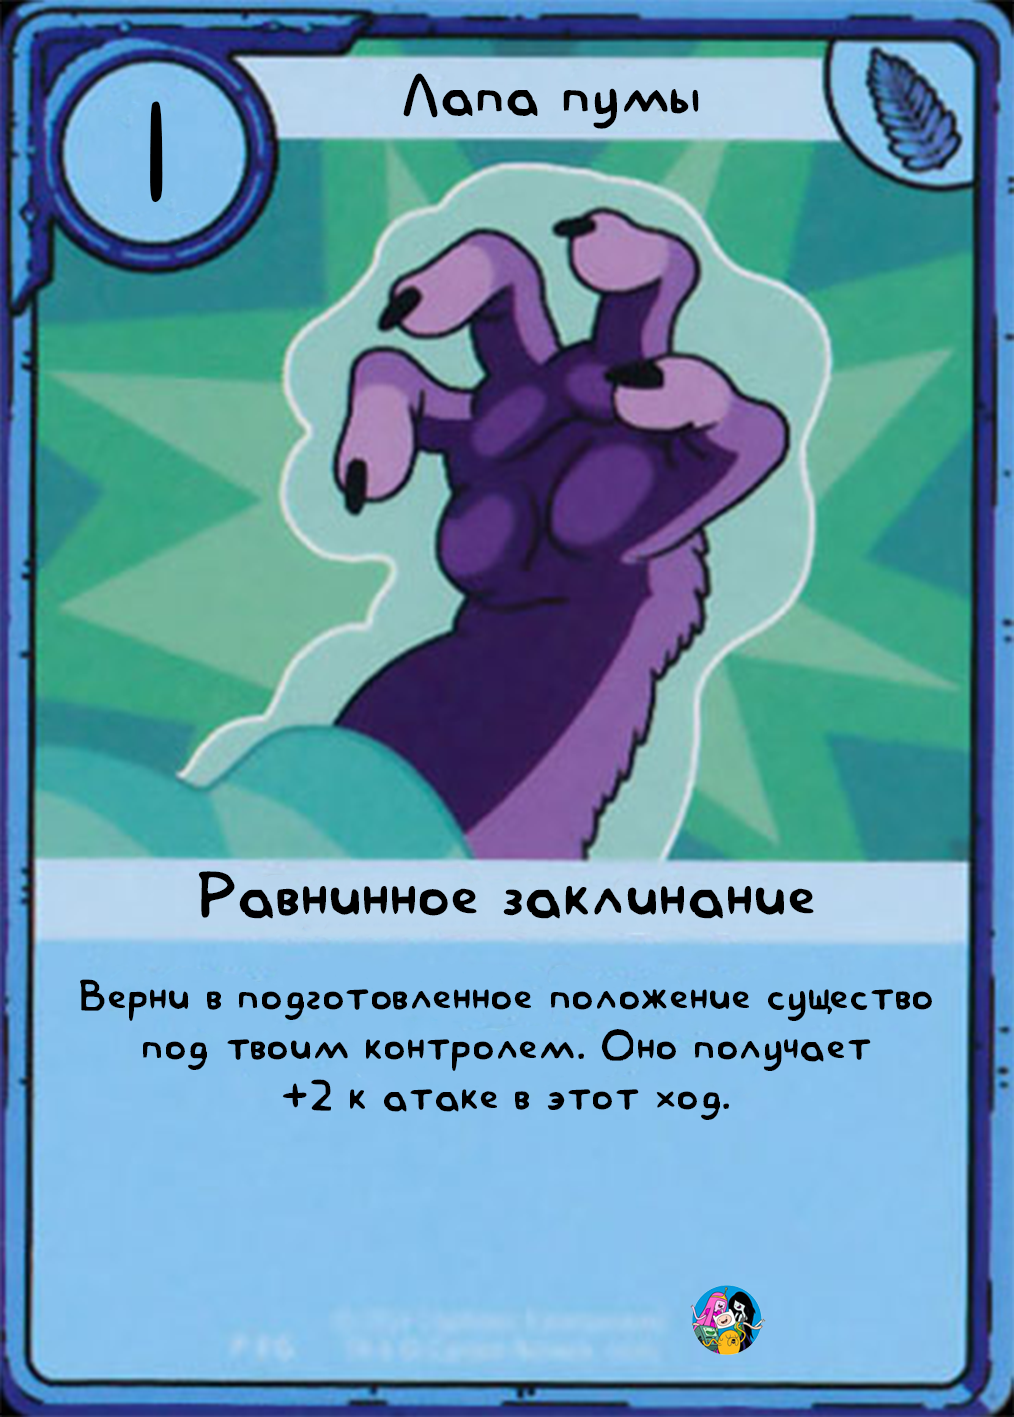 1
Лапа пумы
Равнинное заклинание
Верни в подготовленное положение существо
под твоим контролем. Оно получает
+2 к атаке в этот ход.